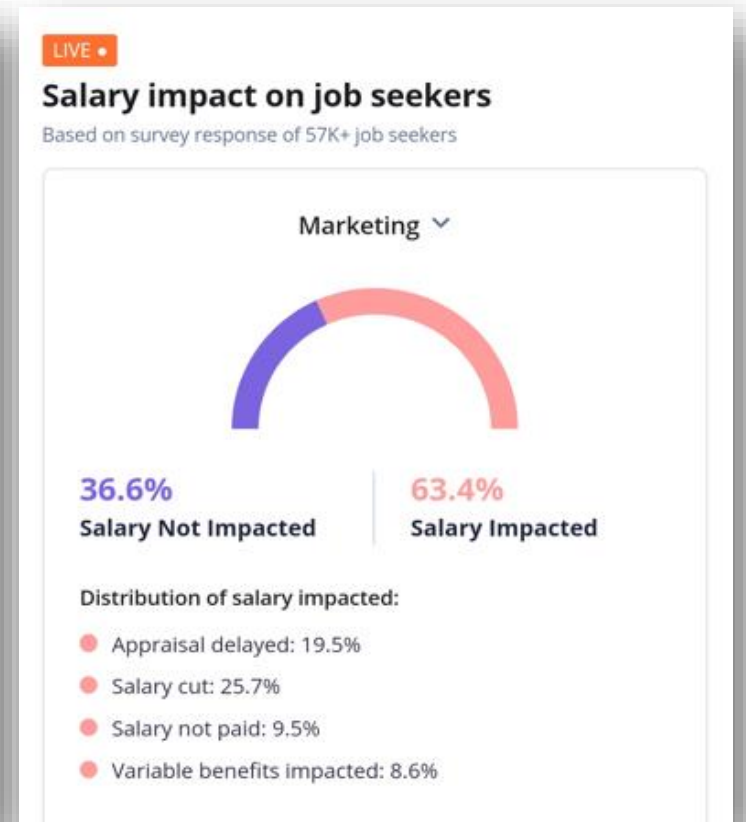 LIVE •
Salary impact on job seekers
Based on survey response of 57K+ job seekers
Marketing
36.6%
Salary Not Impacted
63.4%
Salary Impacted
Distribution of salary impacted:
Appraisal delayed: 19.5%
Salary cut: 25.7%
Salary not paid: 9.5%
Variable benefits impacted: 8.6%